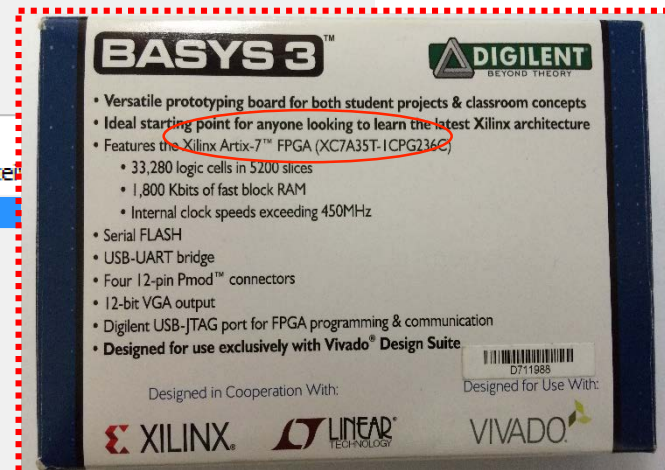 BASYS 3™
DIGILENT
BEYOND THEORY
• Versatile prototyping board for both student projects & classroom concepts
• Ideal starting point for anyone looking to learn the latest Xilinx architecture
• Features the Xilinx Artix-7™ FPGA (XC7A35T-1CPG236C)
• 33,280 logic cells in 5200 slices
• 1,800 Kbits of fast block RAM
• Internal clock speeds exceeding 450MHz
• Serial FLASH
• USB-UART bridge
• Four 12-pin Pmod™ connectors
• 12-bit VGA output
• Digilent USB-JTAG port for FPGA programming & communication
• Designed for use exclusively with Vivado® Design Suite
D711988
Designed in Cooperation With:
Designed for Use With:
XILINX®
LINEAR®
TECHNOLOGY
VIVADO.